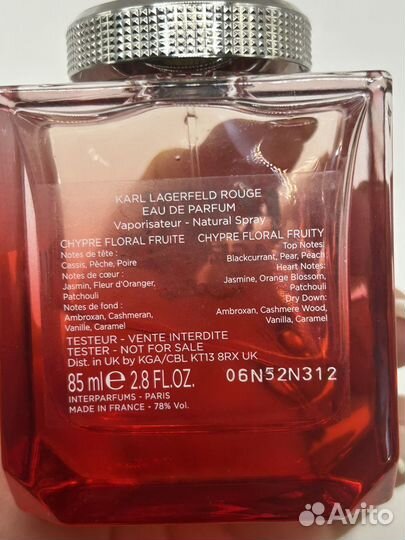 KARL LAGERFELD ROUGE
EAU DE PARFUM
Vaporisateur - Natural Spray
CHYPRE FLORAL FRUITE
Notes de tête :
Cassis, Pêche, Poire
Notes de cœur :
Jasmin, Fleur d'Oranger,
Patchouli
Notes de fond :
Ambroxan, Cashmeran,
Vanille, Caramel
CHYPRE FLORAL FRUITY
Top Notes:
Blackcurrant, Pear, Peach
Heart Notes:
Jasmine, Orange Blossom,
Patchouli
Dry Down:
Ambroxan, Cashmere Wood,
Vanilla, Caramel
TESTEUR - VENTE INTERDITE
TESTER - NOT FOR SALE
Dist. in UK by KGA/CBL KT13 8RX UK
85 ml e 2.8 FL.OZ.
06N52N312
INTERPARFUMS - PARIS
MADE IN FRANCE - 78% Vol.
Avito